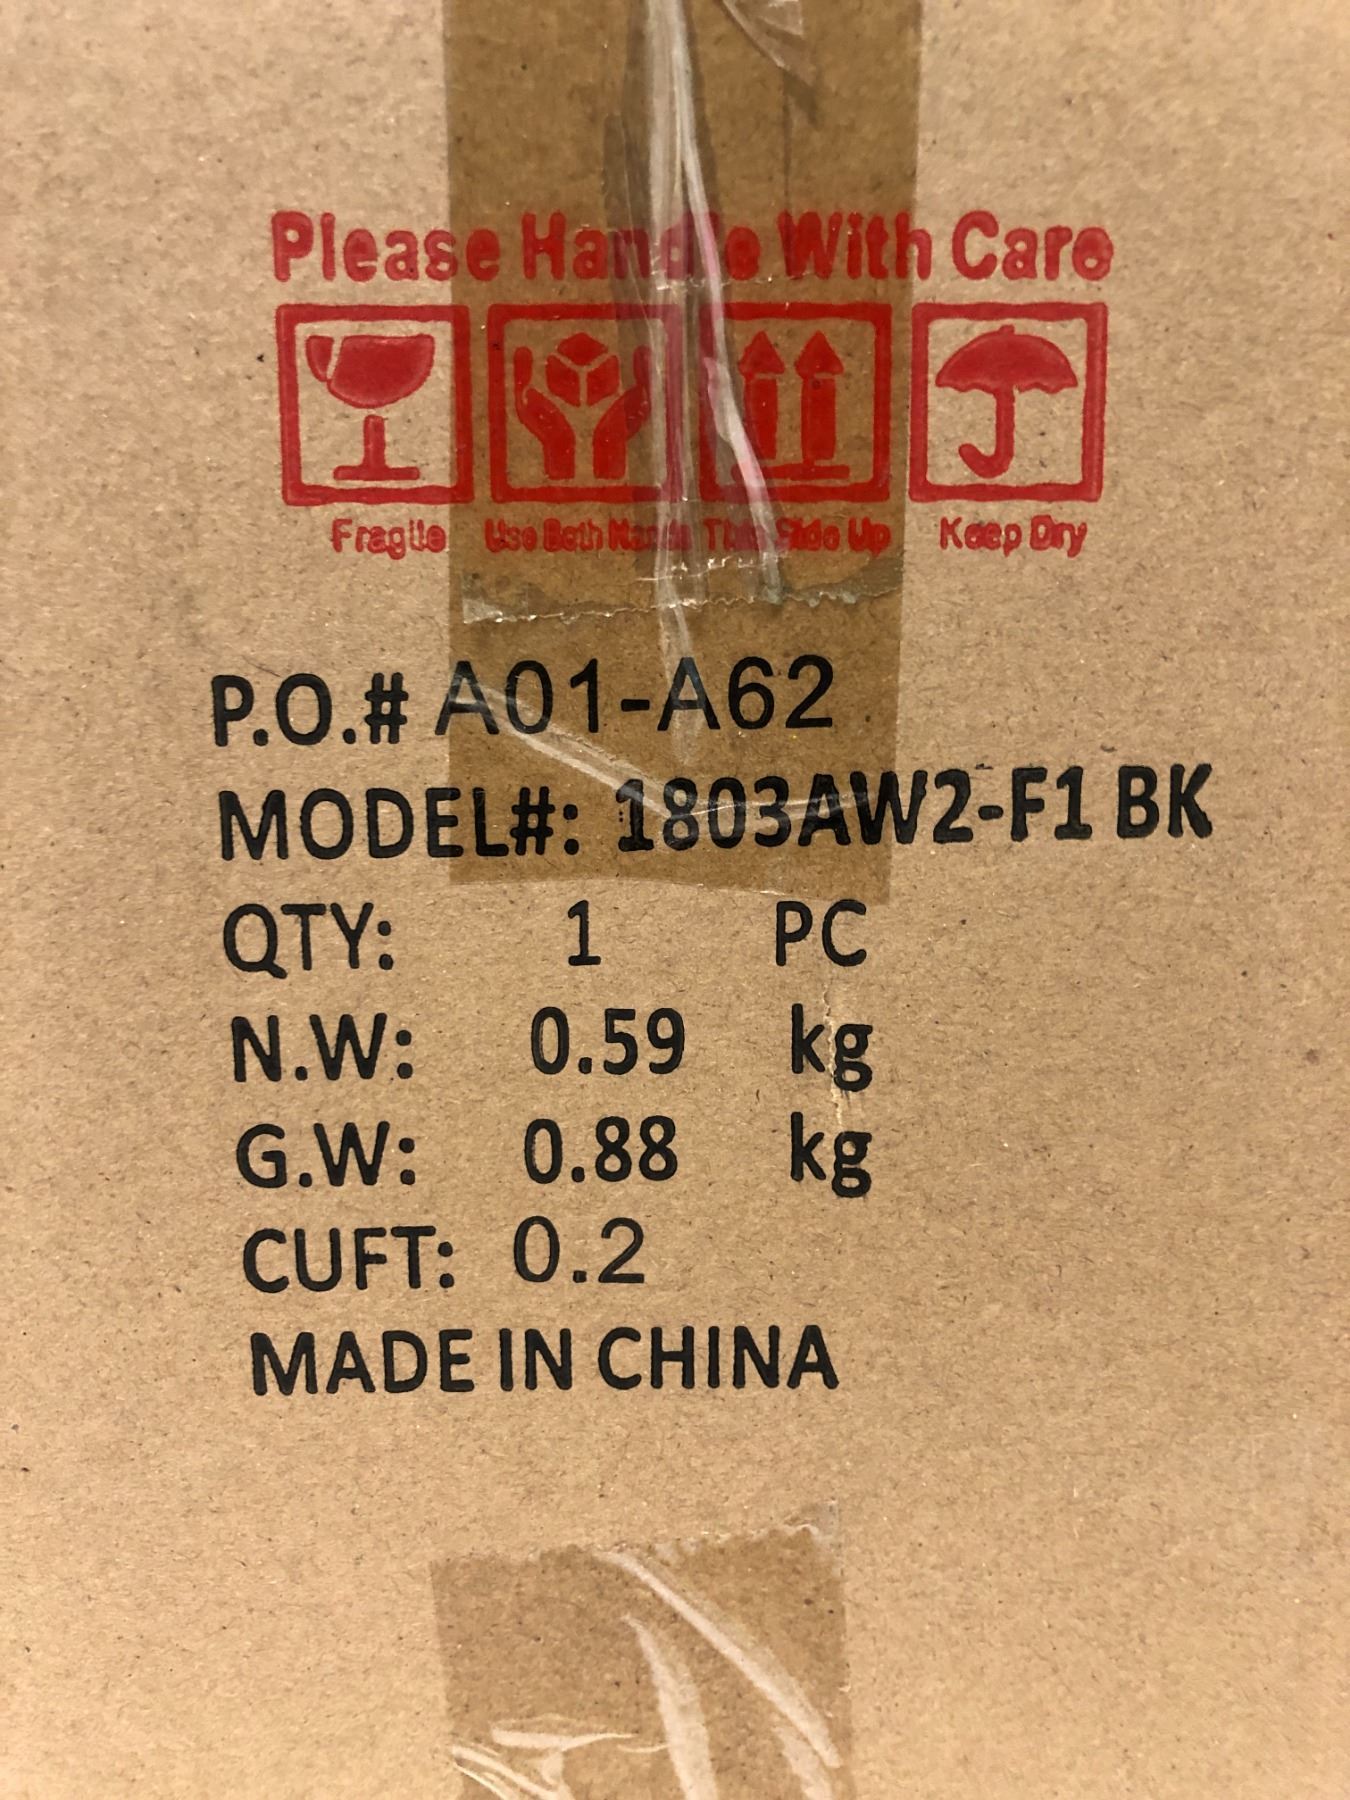 Please Handle With Care
Fragile Use Both Hands This Side Up Keep Dry
P.O.# A01-A62
MODEL#: 1803AW2-F1 BK
QTY: 1 PC
N.W: 0.59 kg
G.W: 0.88 kg
CUFT: 0.2
MADE IN CHINA